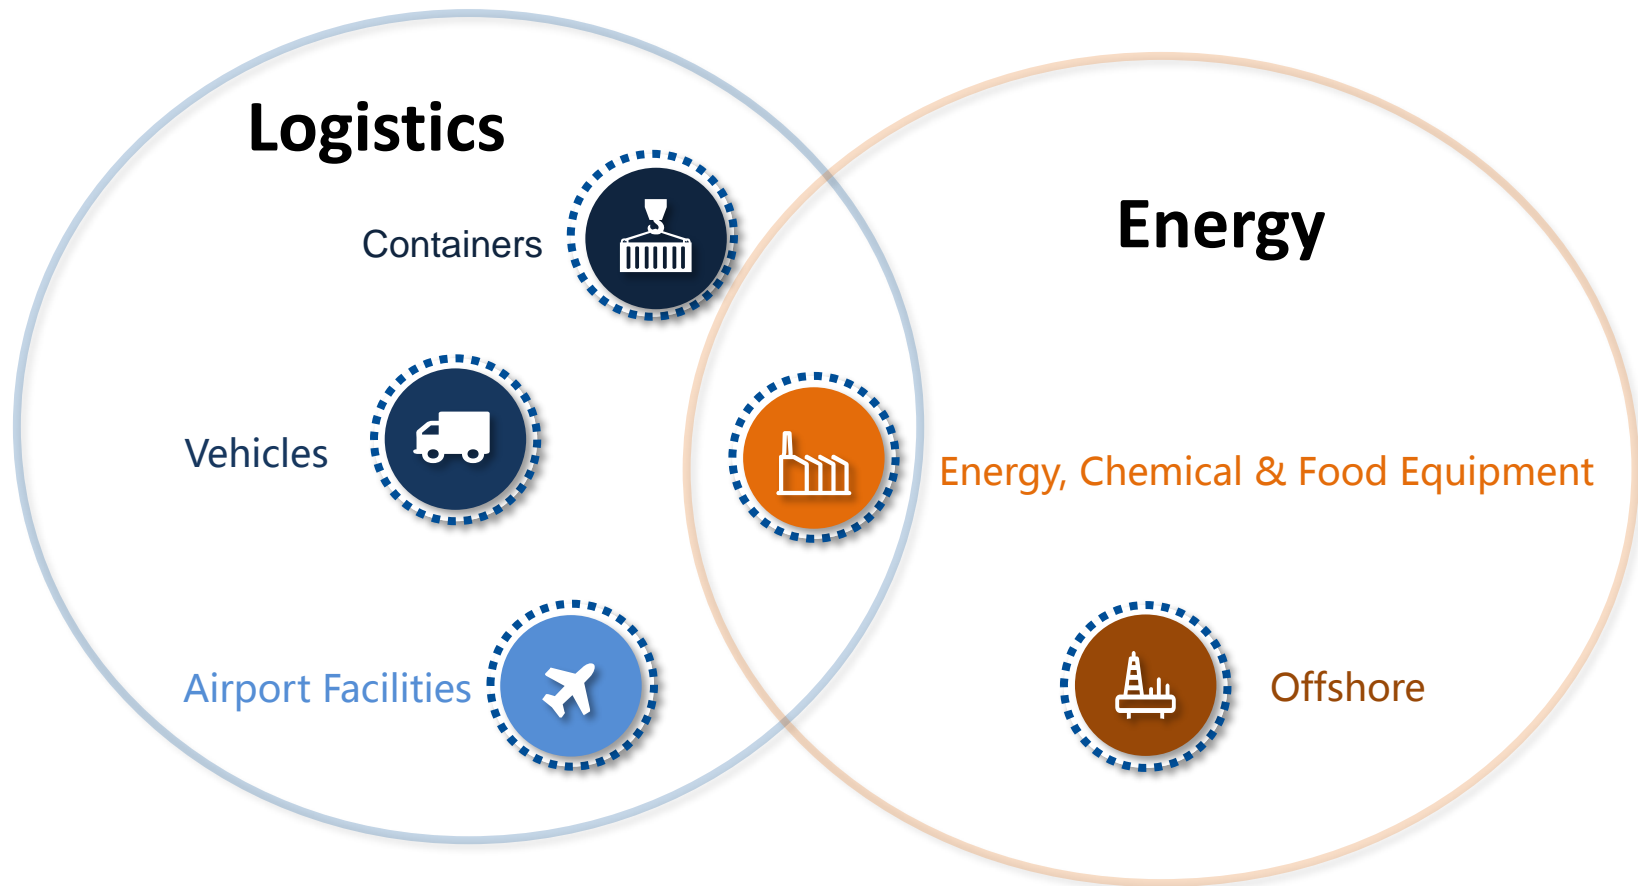 Logistics
Containers
Energy
Vehicles
Energy, Chemical & Food Equipment
Airport Facilities
Offshore